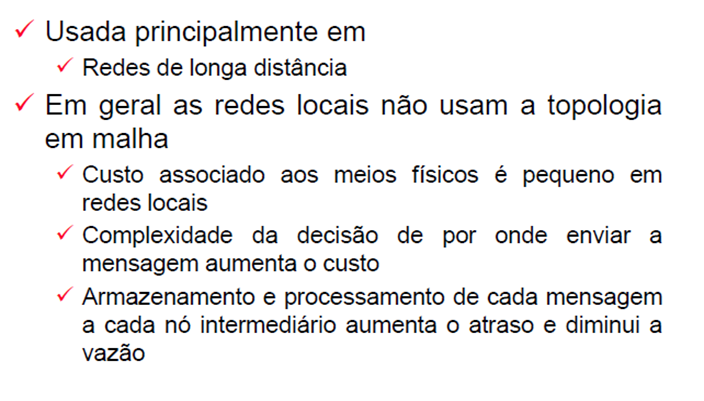 Usada principalmente em
Redes de longa distância
Em geral as redes locais não usam a topologia
em malha
Custo associado aos meios físicos é pequeno em
redes locais
Complexidade da decisão de por onde enviar a
mensagem aumenta o custo
Armazenamento e processamento de cada mensagem
a cada nó intermediário aumenta o atraso e diminui a
vazão